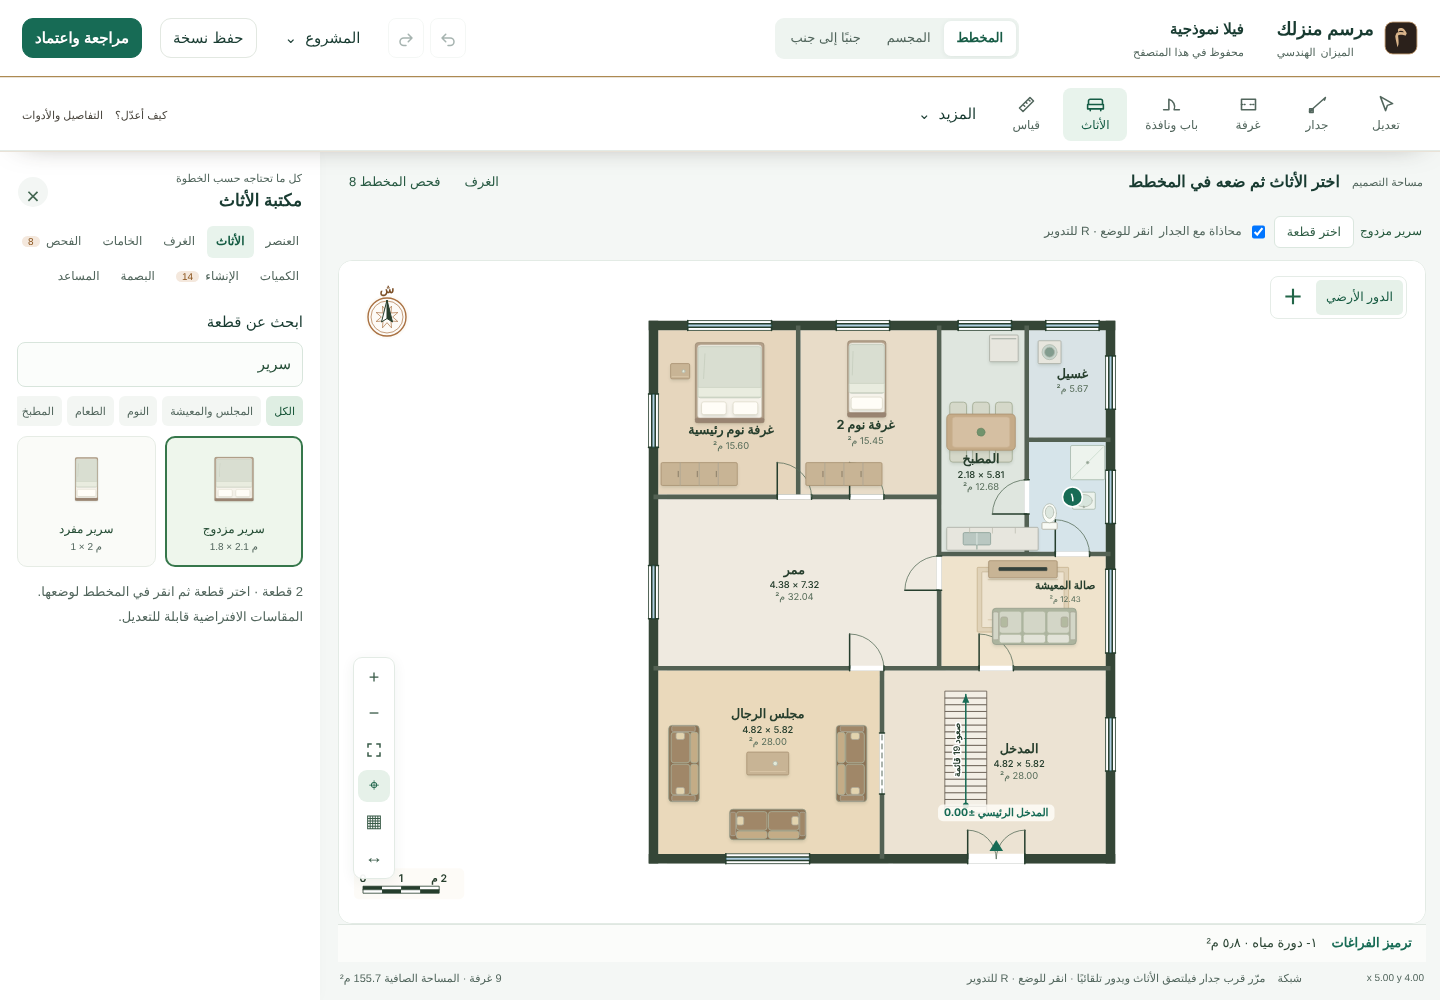 مرسم منزلك
الميزان الهندسي
م
فيلا نموذجية
محفوظ في هذا المتصفح
المخطط
المجسم
جنبًا إلى جنب
المشروع
حفظ نسخة
مراجعة واعتماد
تعديل
جدار
غرفة
باب ونافذة
الأثاث
قياس
المزيد
كيف أعدّل؟
التفاصيل والأدوات
مساحة التصميم
اختر الأثاث ثم ضعه في المخطط
الغرف
فحص المخطط 8
سرير مزدوج
اختر قطعة
محاذاة مع الجدار
انقر للوضع · R للتدوير
الدور الأرضي
ش
غرفة نوم رئيسية
15.60 م²
غرفة نوم 2
15.45 م²
المطبخ
2.18 × 5.81
12.68 م²
غسيل
5.67 م²
١
ممر
4.38 × 7.32
32.04 م²
صالة المعيشة
12.43 م²
مجلس الرجال
4.82 × 5.82
28.00 م²
المدخل
4.82 × 5.82
28.00 م²
صعود 19 قائمة
المدخل الرئيسي ±0.00
0 1 2 م
ترميز الفراغات
١- دورة مياه · ٥٫٨ م²
x 5.00 y 4.00
شبكة
مرّر قرب جدار فيلتصق الأثاث ويدور تلقائيًا · انقر للوضع · R للتدوير
9 غرفة · المساحة الصافية 155.7 م²
كل ما تحتاجه حسب الخطوة
مكتبة الأثاث
العنصر
الأثاث
الغرف
الخامات
الفحص 8
الكميات
الإنشاء 14
البصمة
المساعد
ابحث عن قطعة
سرير
الكل
المجلس والمعيشة
النوم
الطعام
المطبخ
سرير مزدوج
1.8 × 2.1 م
سرير مفرد
1 × 2 م
2 قطعة · اختر قطعة ثم انقر في المخطط لوضعها.
المقاسات الافتراضية قابلة للتعديل.